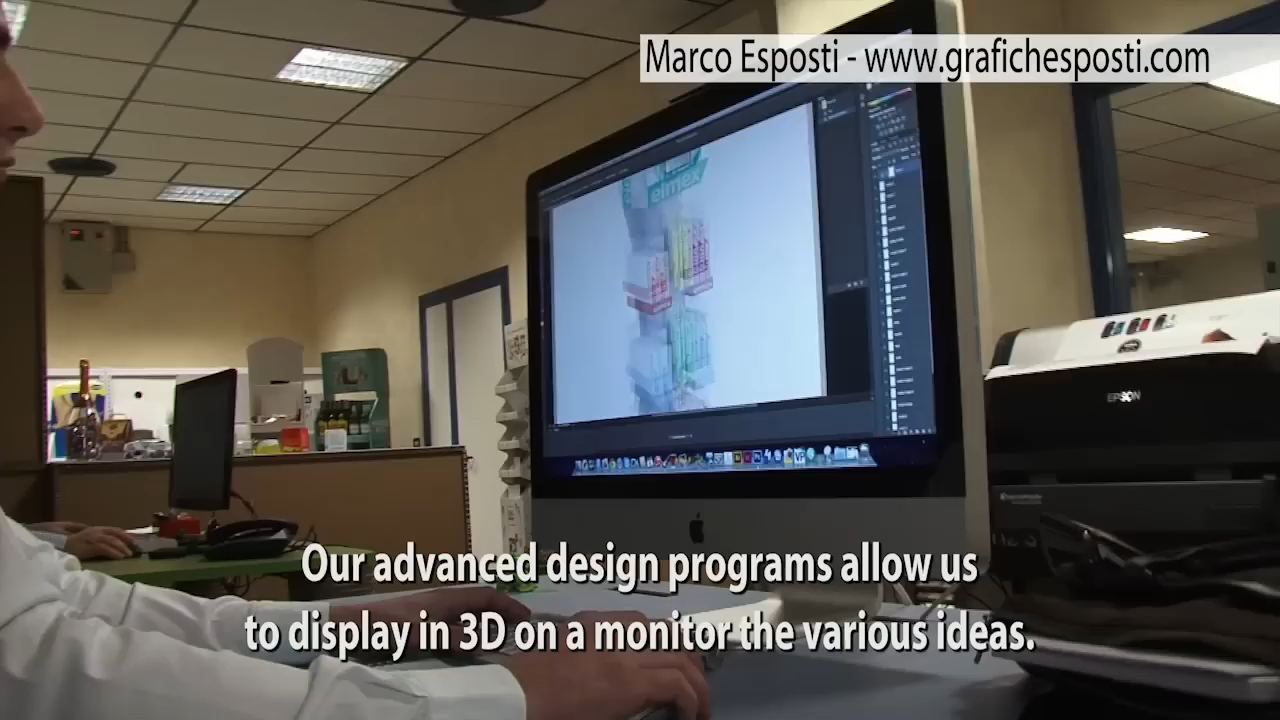 Marco Esposti - www.grafichesposti.com
elmex
EPSON
Our advanced design programs allow us
to display in 3D on a monitor the various ideas.